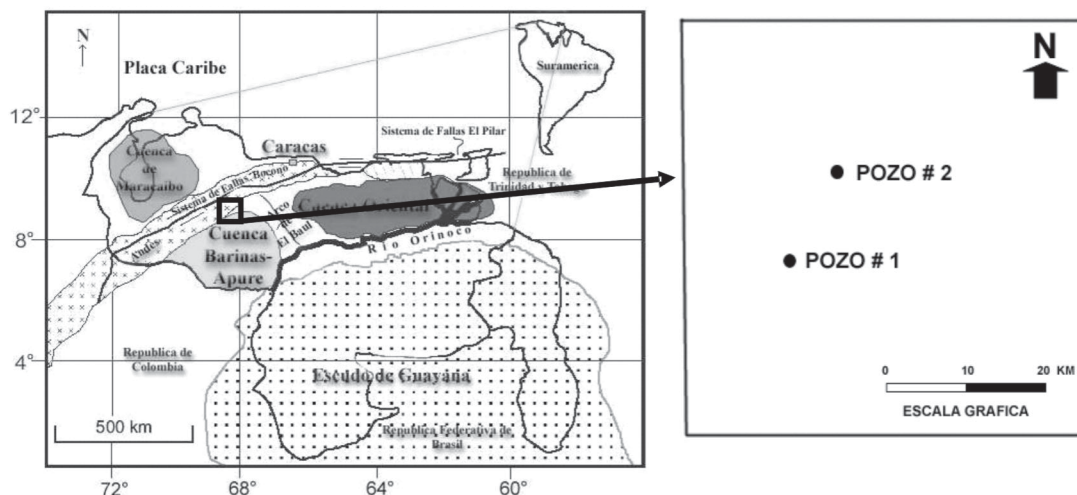 N
Placa Caribe
Suramerica
12°
Sistema de Fallas El Pilar
Caracas
Cuenca
de
Maracaibo
Sistema de Fallas, Bocono
Republica de
Trinidad y Tobago
Cuenca Oriental
Arco
de
El Baul
8°
Andes
Cuenca
Barinas-
Apure
Rio Orinoco
4°
Republica de
Colombia
Escudo de Guayana
Republica Federativa de
Brasil
500 km
72°
68°
64°
60°
N
POZO # 2
POZO # 1
0 10 20 KM
ESCALA GRAFICA